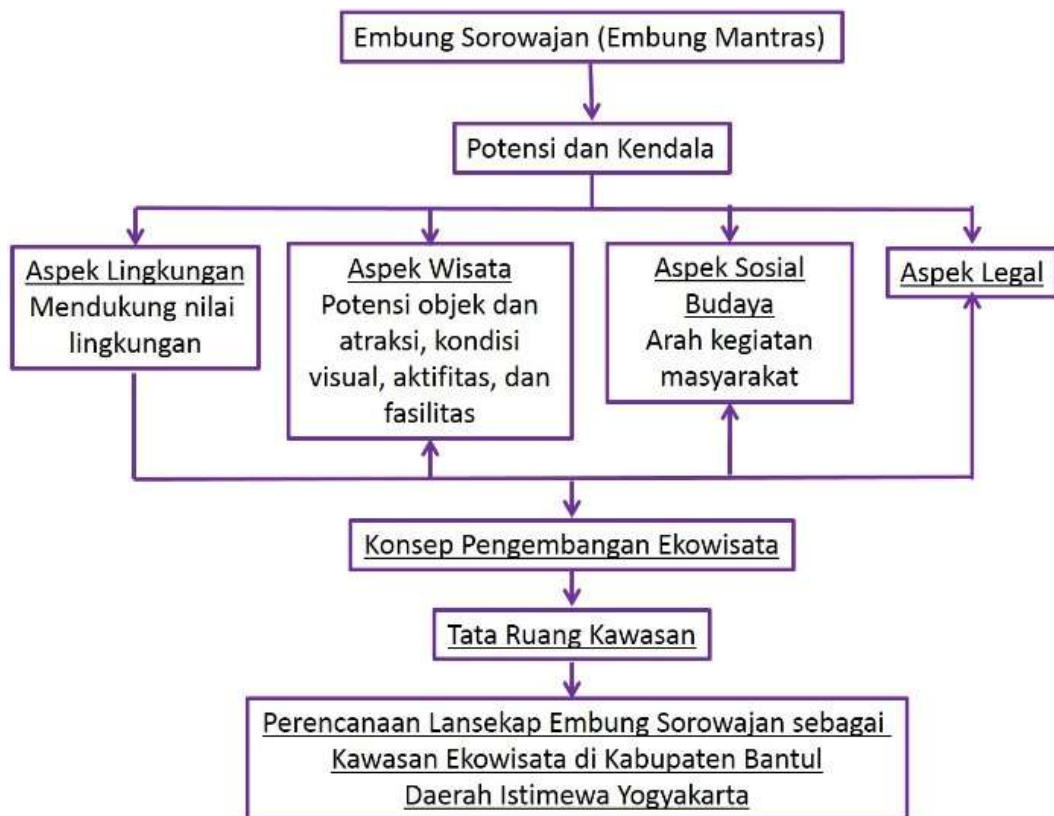 Embung Sorowajan (Embung Mantras)
Potensi dan Kendala
Aspek Lingkungan
Mendukung nilai
lingkungan
Aspek Wisata
Potensi objek dan
atraksi, kondisi
visual, aktifitas, dan
fasilitas
Aspek Sosial
Budaya
Arah kegiatan
masyarakat
Aspek Legal
Konsep Pengembangan Ekowisata
Tata Ruang Kawasan
Perencanaan Lansekap Embung Sorowajan sebagai
Kawasan Ekowisata di Kabupaten Bantul
Daerah Istimewa Yogyakarta